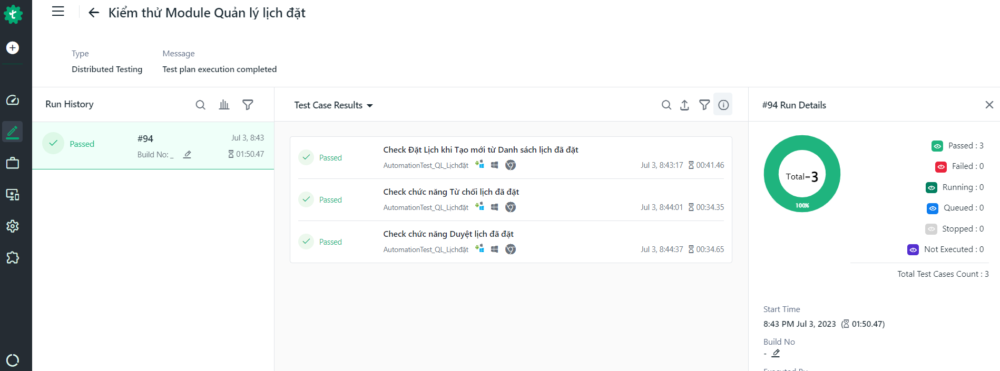 Kiểm thử Module Quản lý lịch đặt
Type
Message
Distributed Testing
Test plan execution completed
Run History
Passed
#94
Jul 3, 8:43
Build No: _
01:50.47
Test Case Results
Passed
Check Đặt Lịch khi Tạo mới từ Danh sách lịch đã đặt
AutomationTest_QL_Lịchđặt
Jul 3, 8:43:17
00:41.46
Passed
Check chức năng Từ chối lịch đã đặt
AutomationTest_QL_Lịchđặt
Jul 3, 8:44:01
00:34.35
Passed
Check chức năng Duyệt lịch đã đặt
AutomationTest_QL_Lịchđặt
Jul 3, 8:44:37
00:34.65
#94 Run Details
Total=3
100%
Passed : 3
Failed : 0
Running : 0
Queued : 0
Stopped : 0
Not Executed : 0
Total Test Cases Count : 3
Start Time
8:43 PM Jul 3, 2023 (01:50.47)
Build No
-
Executed By